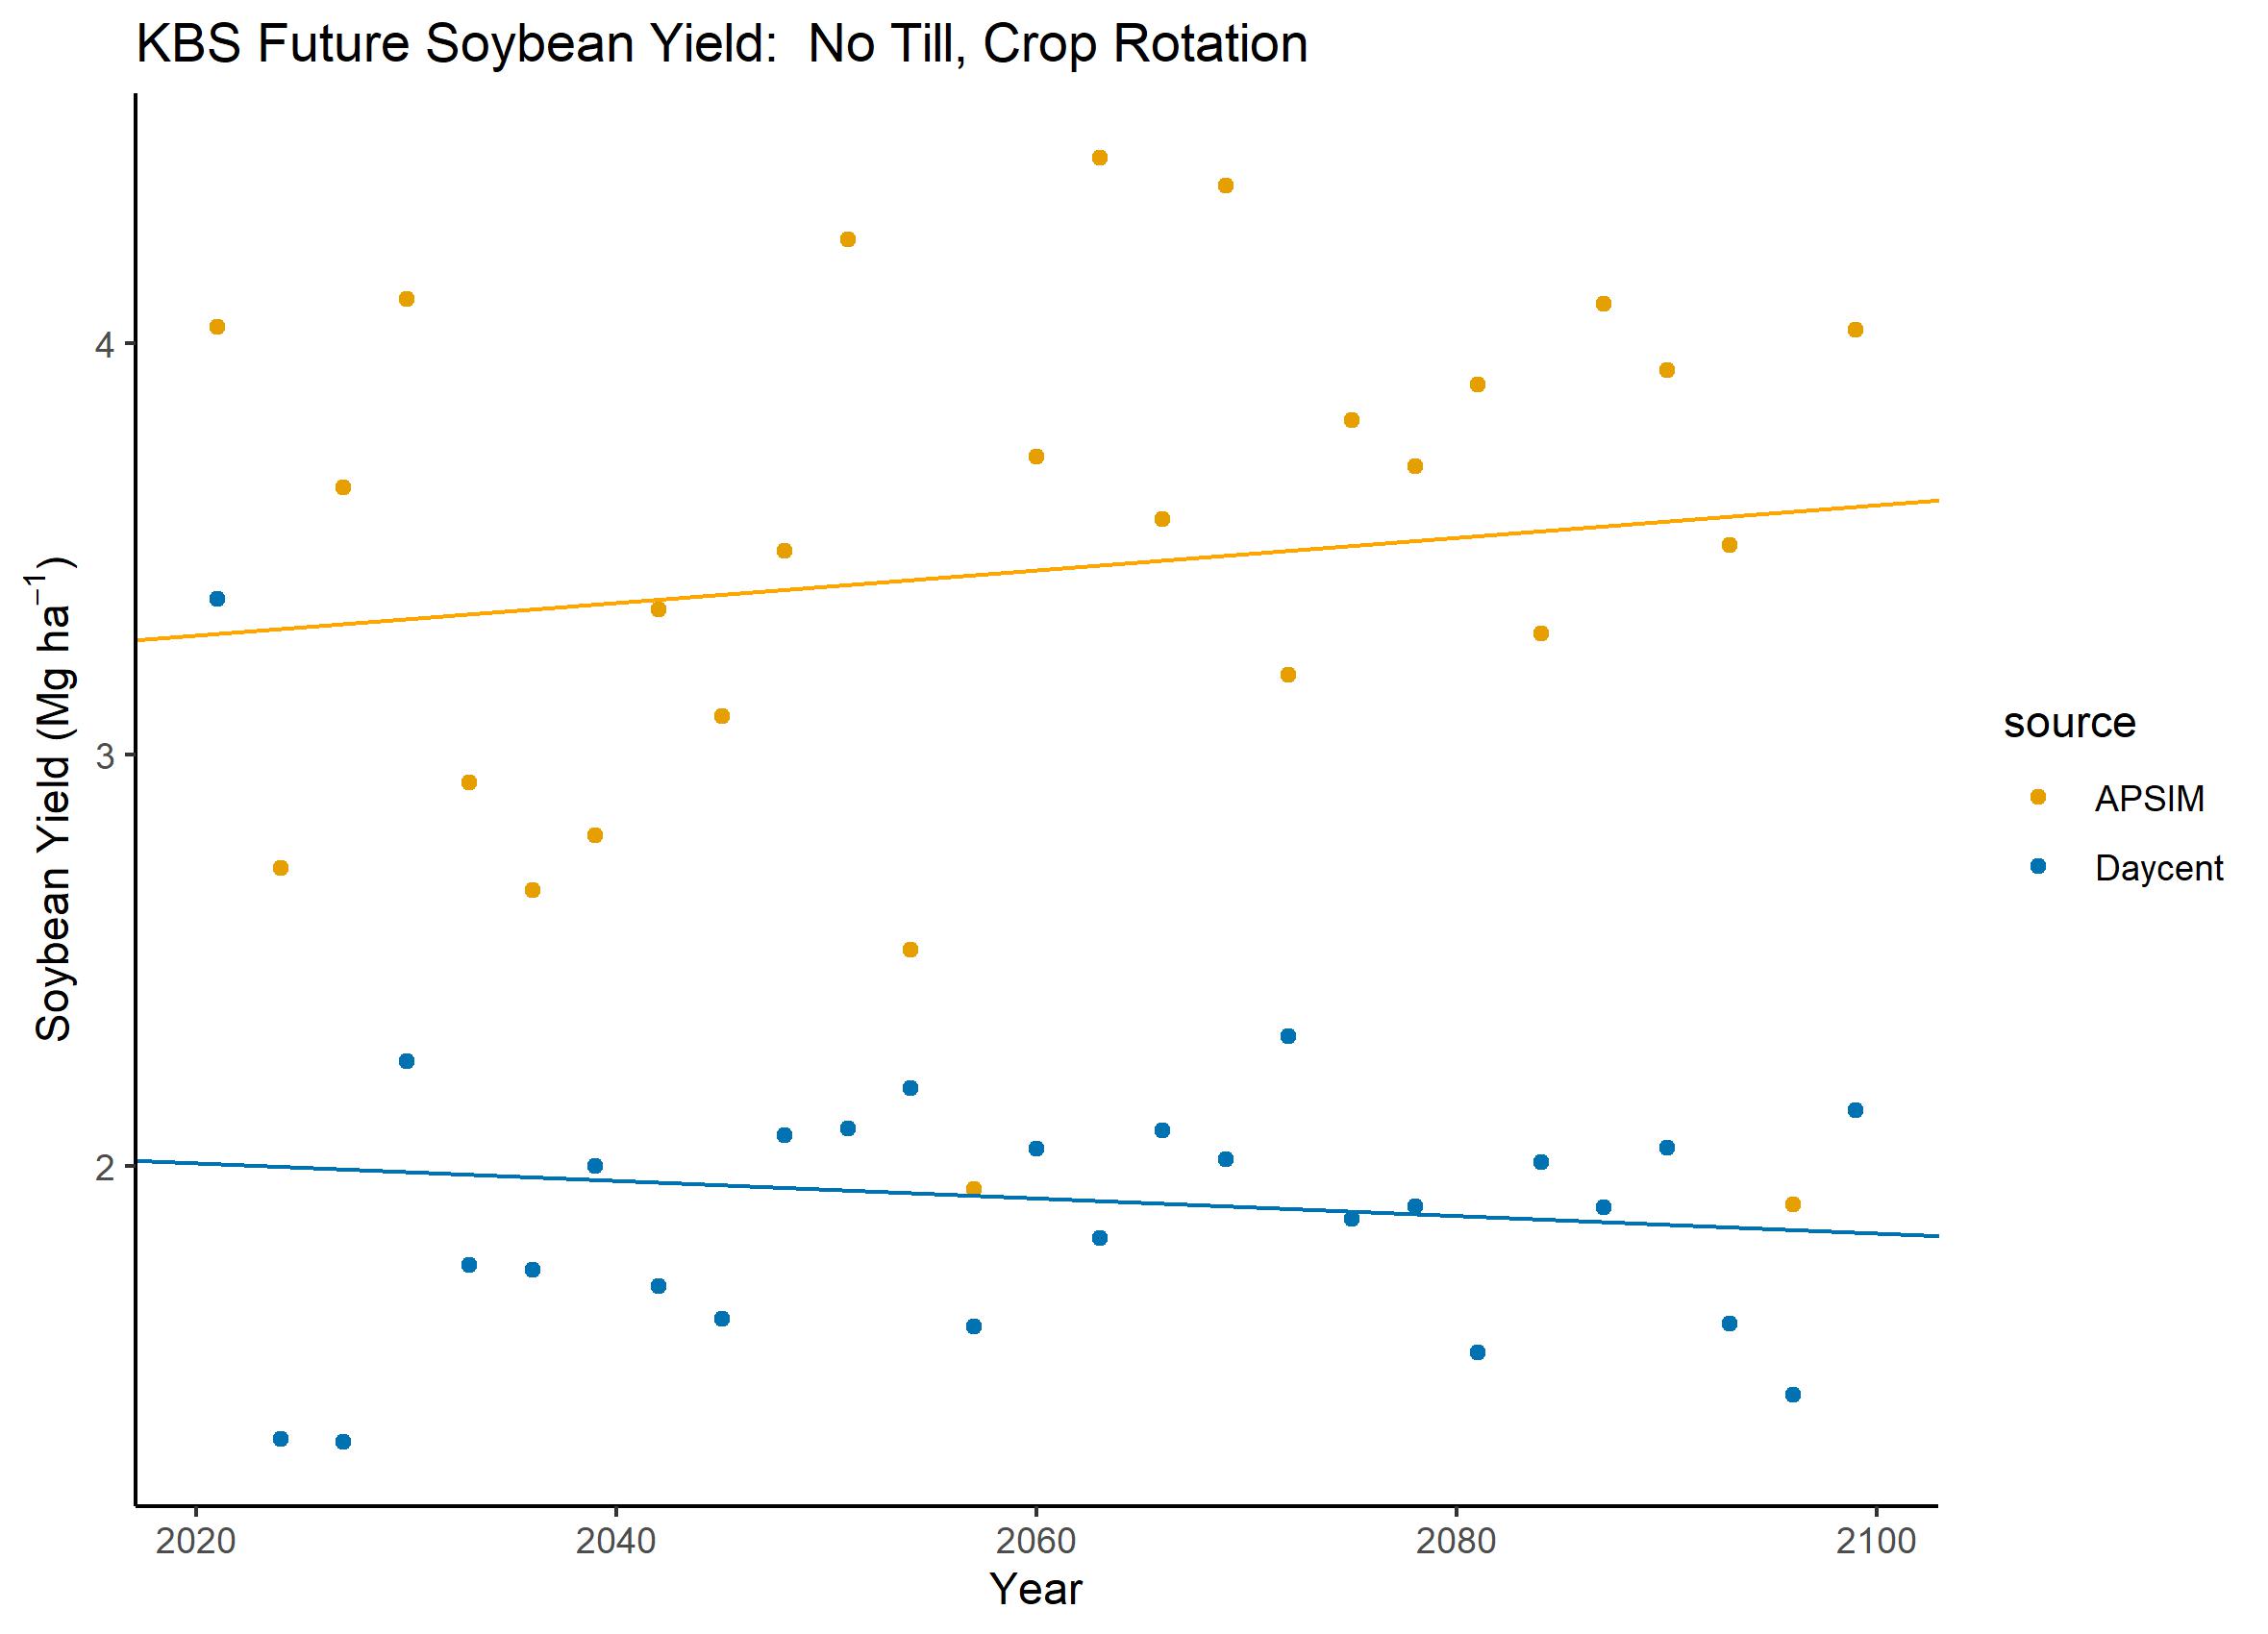 KBS Future Soybean Yield:  No Till, Crop Rotation
Soybean Yield (Mg ha⁻¹)
4
3
2
2020 2040 2060 2080 2100
Year
source
APSIM
Daycent